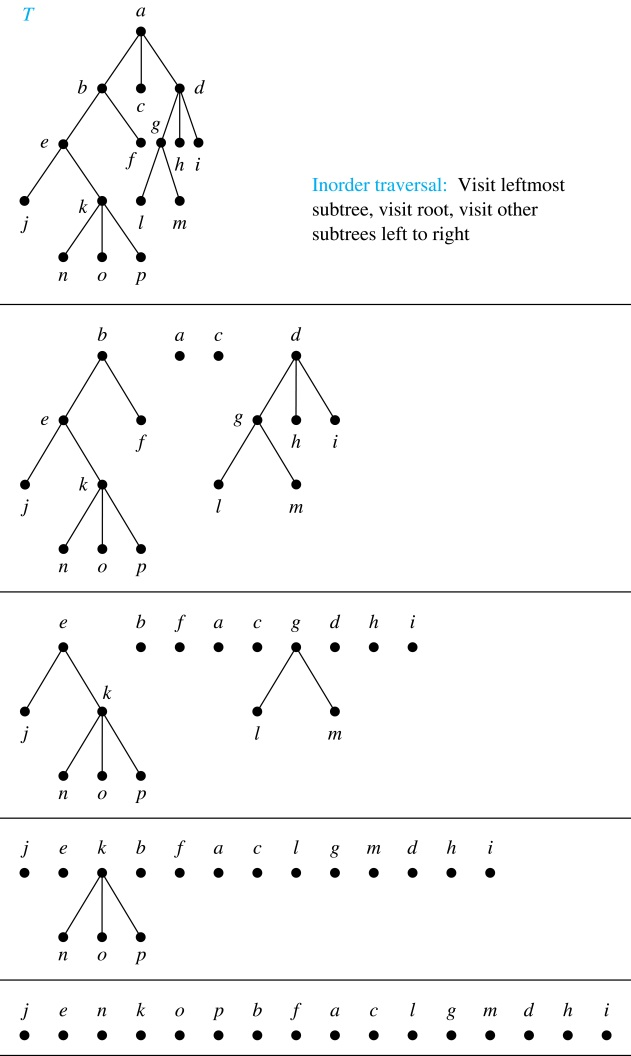 T
a
b
d
c
g
e
f
h i
j
k
l
m
n o p
Inorder traversal: Visit leftmost
subtree, visit root, visit other
subtrees left to right
b a c d
e
g
f
h i
j
k
l
m
n o p
e b f a c g d h i
k
j
l
m
n o p
j e k b f a c l g m d h i
n o p
j e n k o p b f a c l g m d h i